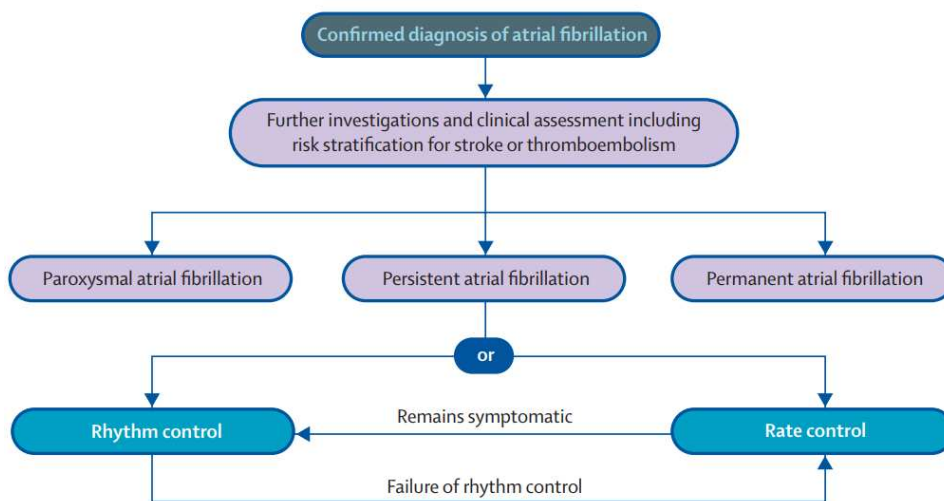 Confirmed diagnosis of atrial fibrillation
Further investigations and clinical assessment including
risk stratification for stroke or thromboembolism
Paroxysmal atrial fibrillation
Persistent atrial fibrillation
Permanent atrial fibrillation
or
Rhythm control
Remains symptomatic
Rate control
Failure of rhythm control